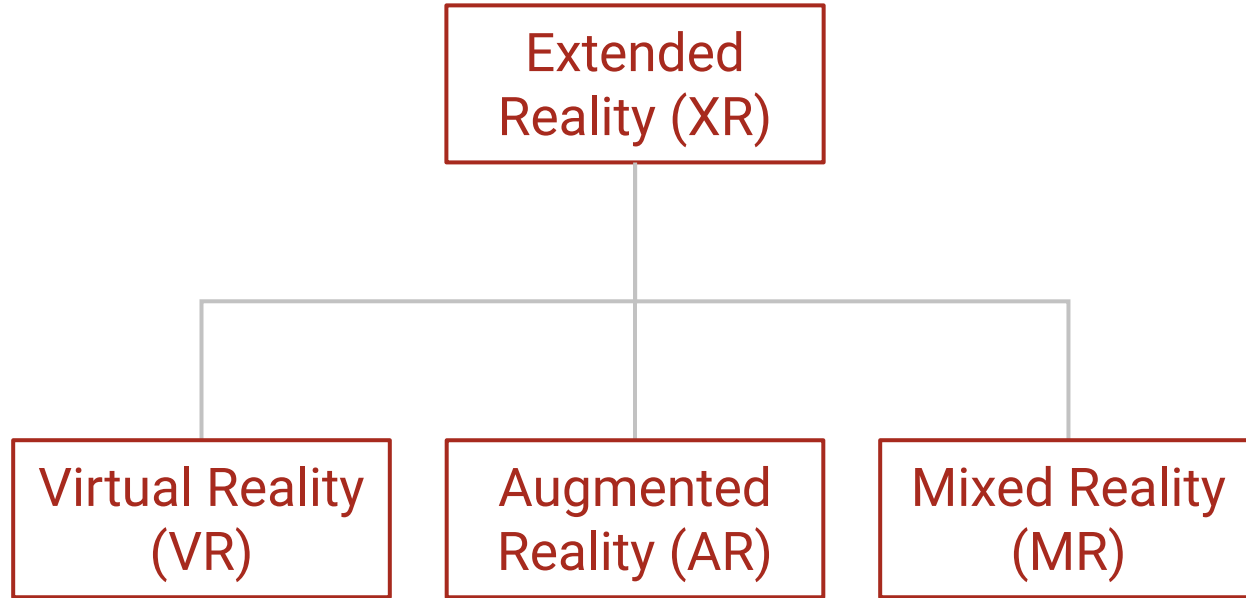 Extended
Reality (XR)
Virtual Reality
(VR)
Augmented
Reality (AR)
Mixed Reality
(MR)